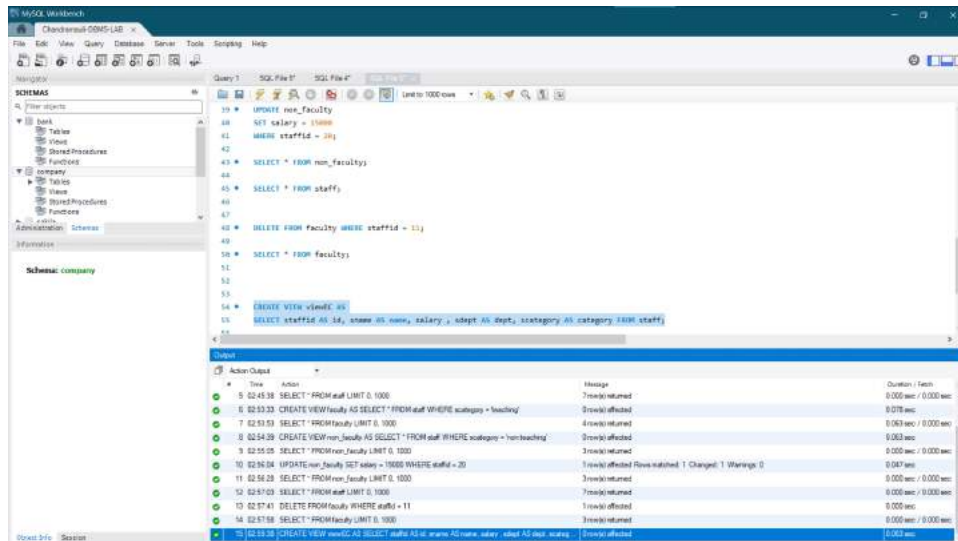 MySQL Workbench
File Edit View Query Database Server Tools Scripting Help
Navigator
SCHEMAS
Filter objects
bank
Tables
Views
Stored Procedures
Functions
company
Tables
Views
Stored Procedures
Functions
Administration Schemas
Information
Schema: company
Object Info Session
Query 1 SQL File 3* SQL File 4*
Limit to 1000 rows
39 UPDATE non_faculty
40 SET salary = 15000
41 WHERE staffid = 20;
42
43 SELECT * FROM non_faculty;
44
45 SELECT * FROM staff;
46
47
48 DELETE FROM faculty WHERE staffid = 11;
49
50 SELECT * FROM faculty;
51
52
53
54 CREATE VIEW viewEC AS
55 SELECT staffid AS id, sname AS name, salary , sdept AS dept, scategory AS category FROM staff;
Output
Action Output
# Time Action Message Duration / Fetch
5 02:45:38 SELECT * FROM staff LIMIT 0, 1000 7 row(s) returned 0.000 sec / 0.000 sec
6 02:53:33 CREATE VIEW faculty AS SELECT * FROM staff WHERE scategory = 'teaching' 0 row(s) affected 0.078 sec
7 02:53:53 SELECT * FROM faculty LIMIT 0, 1000 4 row(s) returned 0.063 sec / 0.000 sec
8 02:54:39 CREATE VIEW non_faculty AS SELECT * FROM staff WHERE scategory = 'non teaching' 0 row(s) affected 0.063 sec
9 02:55:05 SELECT * FROM non_faculty LIMIT 0, 1000 3 row(s) returned 0.000 sec / 0.000 sec
10 02:56:04 UPDATE non_faculty SET salary = 15000 WHERE staffid = 20 1 row(s) affected Rows matched: 1 Changed: 1 Warnings: 0 0.047 sec
11 02:56:28 SELECT * FROM non_faculty LIMIT 0, 1000 3 row(s) returned 0.000 sec / 0.000 sec
12 02:57:03 SELECT * FROM staff LIMIT 0, 1000 7 row(s) returned 0.000 sec / 0.000 sec
13 02:57:41 DELETE FROM faculty WHERE staffid = 11 1 row(s) affected 0.000 sec
14 02:57:58 SELECT * FROM faculty LIMIT 0, 1000 3 row(s) returned 0.000 sec / 0.000 sec
15 02:59:38 CREATE VIEW viewEC AS SELECT staffid AS id, sname AS name, salary , sdept AS dept, scateg... 0 row(s) affected 0.063 sec